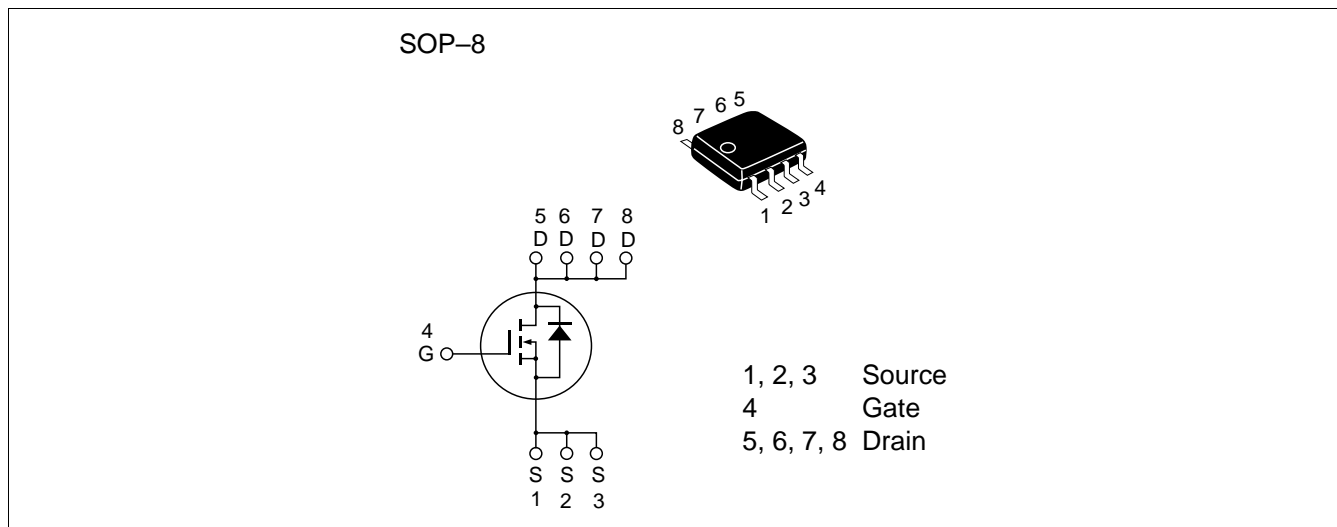 SOP–8
8 7 6 5
1 2 3 4
5 6 7 8
D D D D
4
G
S S S
1 2 3
1, 2, 3 Source
4 Gate
5, 6, 7, 8 Drain